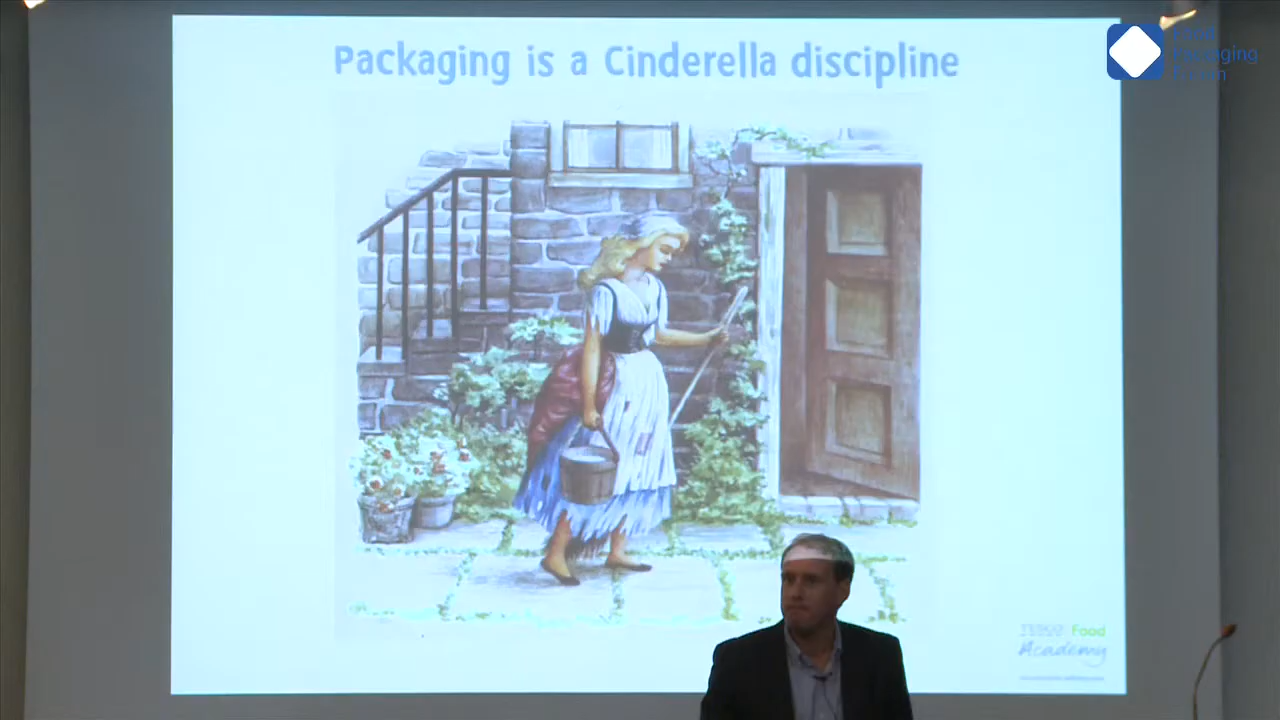 Packaging is a Cinderella discipline
Food
Packaging
Forum
Food
Academy